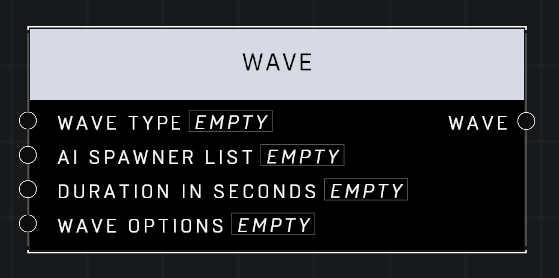 WAVE
WAVE TYPE EMPTY WAVE
AI SPAWNER LIST EMPTY
DURATION IN SECONDS EMPTY
WAVE OPTIONS EMPTY